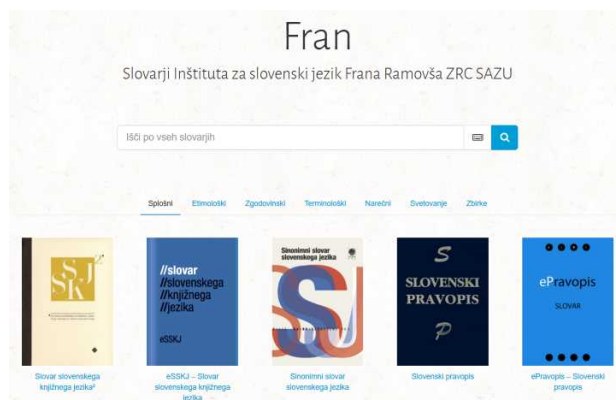 Fran
Slovarji Inštituta za slovenski jezik Frana Ramovša ZRC SAZU
Išči po vseh slovarjih
Splošni Etimološki Zgodovinski Terminološki Narečni Svetovanje Zbirke
SSKJ
//slovar
//slovenskega
//knjižnega
//jezika
eSSKJ
Sinonimni slovar
slovenskega jezika
SSJ
S
SLOVENSKI
PRAVOPIS
P
ePravopis
SLOVAR
Slovar slovenskega
knjižnega jezika²
eSSKJ – Slovar
slovenskega knjižnega
jezika
Sinonimni slovar
slovenskega jezika
Slovenski pravopis
ePravopis – Slovenski
pravopis